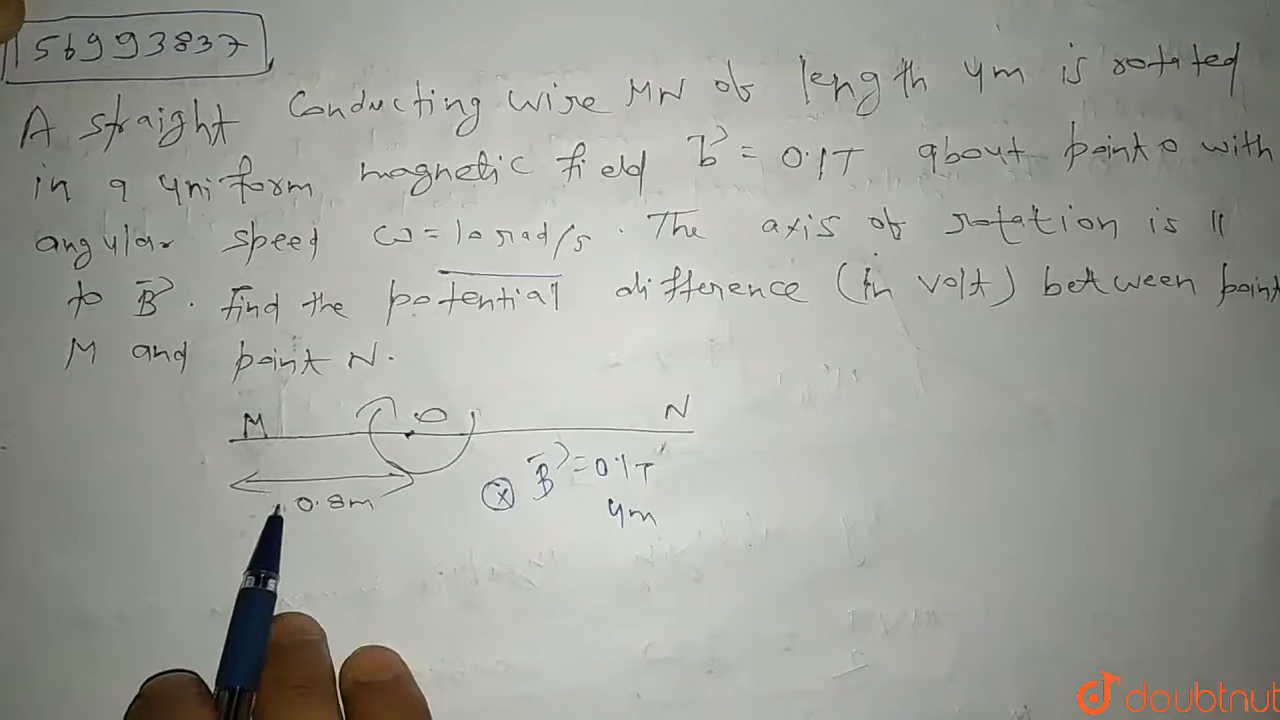 156993837
A straight Conducting wire MN of length 4m is rotated
in a uniform magnetic field B = 0.1T about point o with
angular speed ω = 10 rad/s. The axis of rotation is ||
to B. find the potential difference (in volt) between point
M and point N.
M O N
0.8m
ⓧ B = 0.1T
4m
doubtnut